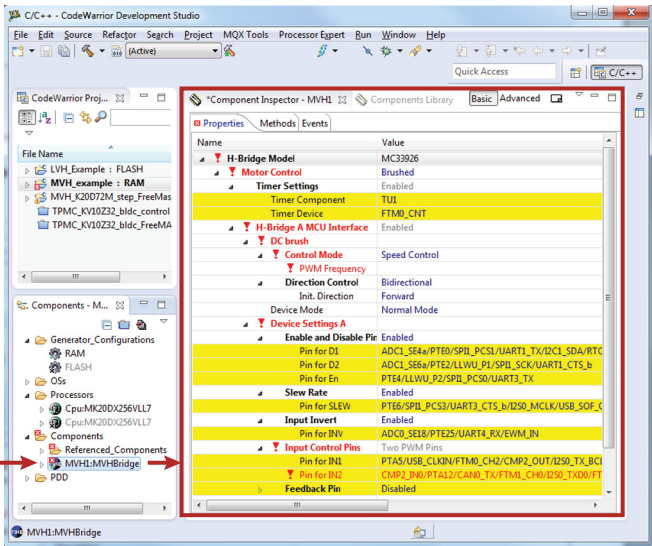 C/C++ - CodeWarrior Development Studio
File Edit Source Refactor Search Project MQX Tools Processor Expert Run Window Help
(Active)
Quick Access
C/C++
CodeWarrior Proj...
File Name
LVH_Example : FLASH
MVH_example : RAM
MVH_K20D72M_step_FreeMas
TPMC_KV10Z32_bldc_control
TPMC_KV10Z32_bldc_FreeMA
Components - M...
Generator_Configurations
RAM
FLASH
OSs
Processors
Cpu:MK20DX256VLL7
Cpu:MK20DX256VLL7
Components
Referenced_Components
MVH1:MVHBridge
PDD
*Component Inspector - MVH1 Components Library Basic Advanced
Properties Methods Events
Name Value
H-Bridge Model MC33926
Motor Control Brushed
Timer Settings Enabled
Timer Component TU1
Timer Device FTM0_CNT
H-Bridge A MCU Interface Enabled
DC brush
Control Mode Speed Control
PWM Frequency
Direction Control Bidirectional
Init. Direction Forward
Device Mode Normal Mode
Device Settings A
Enable and Disable Pin Enabled
Pin for D1 ADC1_SE4a/PTE0/SPI1_PCS1/UART1_TX/I2C1_SDA/RTC
Pin for D2 ADC1_SE6a/PTE2/LLWU_P1/SPI1_SCK/UART1_CTS_b
Pin for En PTE4/LLWU_P2/SPI1_PCS0/UART3_TX
Slew Rate Enabled
Pin for SLEW PTE6/SPI1_PCS3/UART3_CTS_b/I2S0_MCLK/USB_SOF_O
Input Invert Enabled
Pin for INV ADC0_SE18/PTE25/UART4_RX/EWM_IN
Input Control Pins Two PWM Pins
Pin for IN1 PTA5/USB_CLKIN/FTM0_CH2/CMP2_OUT/I2S0_TX_BCL
Pin for IN2 CMP2_IN0/PTA12/CAN0_TX/FTM1_CH0/I2S0_TXD0/FT
Feedback Pin Disabled
MVH1:MVHBridge